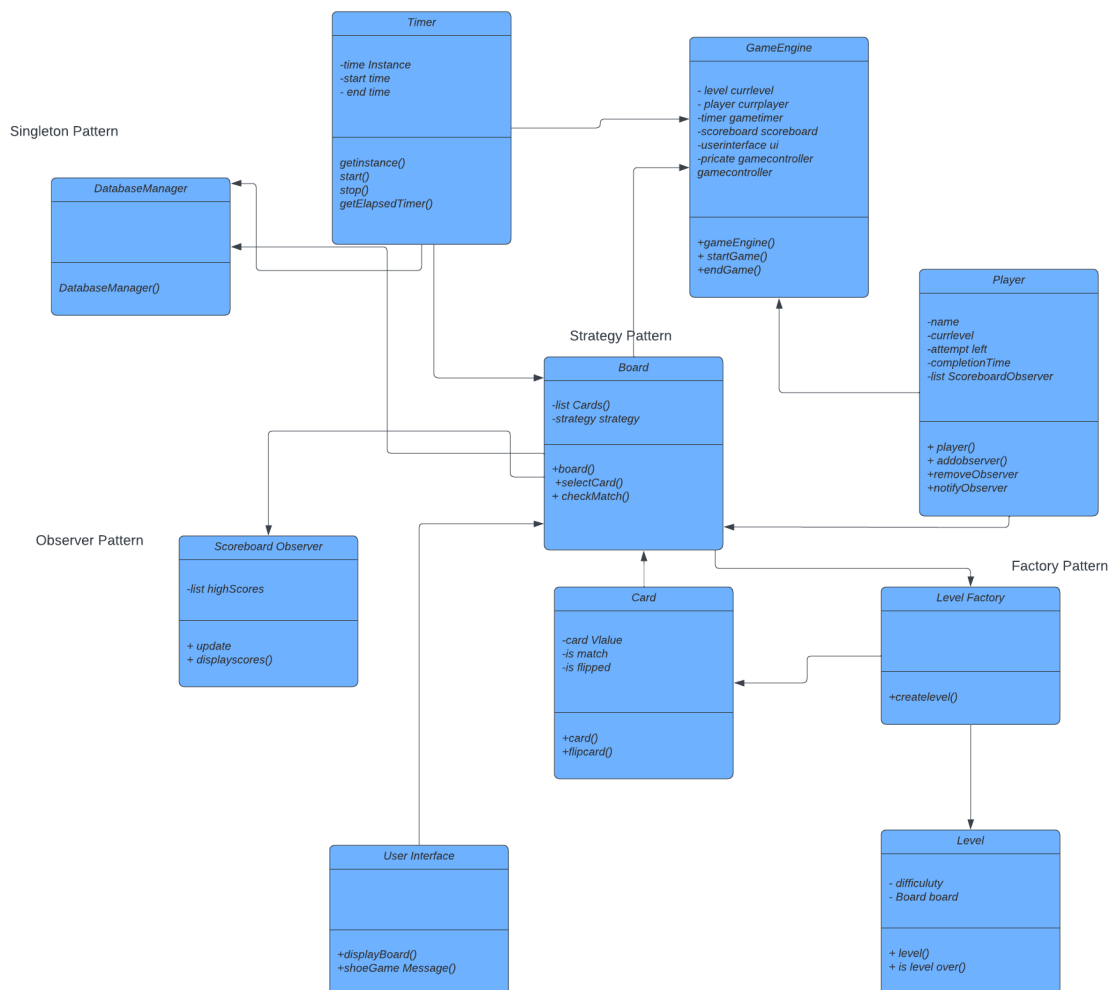 Timer
-time Instance
-start time
- end time
getinstance()
start()
stop()
getElapsedTimer()
GameEngine
- level currlevel
- player currplayer
-timer gametimer
-scoreboard scoreboard
-userinterface ui
-pricate gamecontroller
gamecontroller
+gameEngine()
+ startGame()
+endGame()
Singleton Pattern
DatabaseManager
DatabaseManager()
Player
-name
-currlevel
-attempt left
-completionTime
-list ScoreboardObserver
+ player()
+ addobserver()
+removeObserver
+notifyObserver
Strategy Pattern
Board
-list Cards()
-strategy strategy
+board()
+selectCard()
+ checkMatch()
Observer Pattern
Scoreboard Observer
-list highScores
+ update
+ displayscores()
Card
-card Vlalue
-is match
-is flipped
+card()
+flipcard()
Factory Pattern
Level Factory
+createlevel()
User Interface
+displayBoard()
+shoeGame Message()
Level
- difficuluty
- Board board
+ level()
+ is level over()